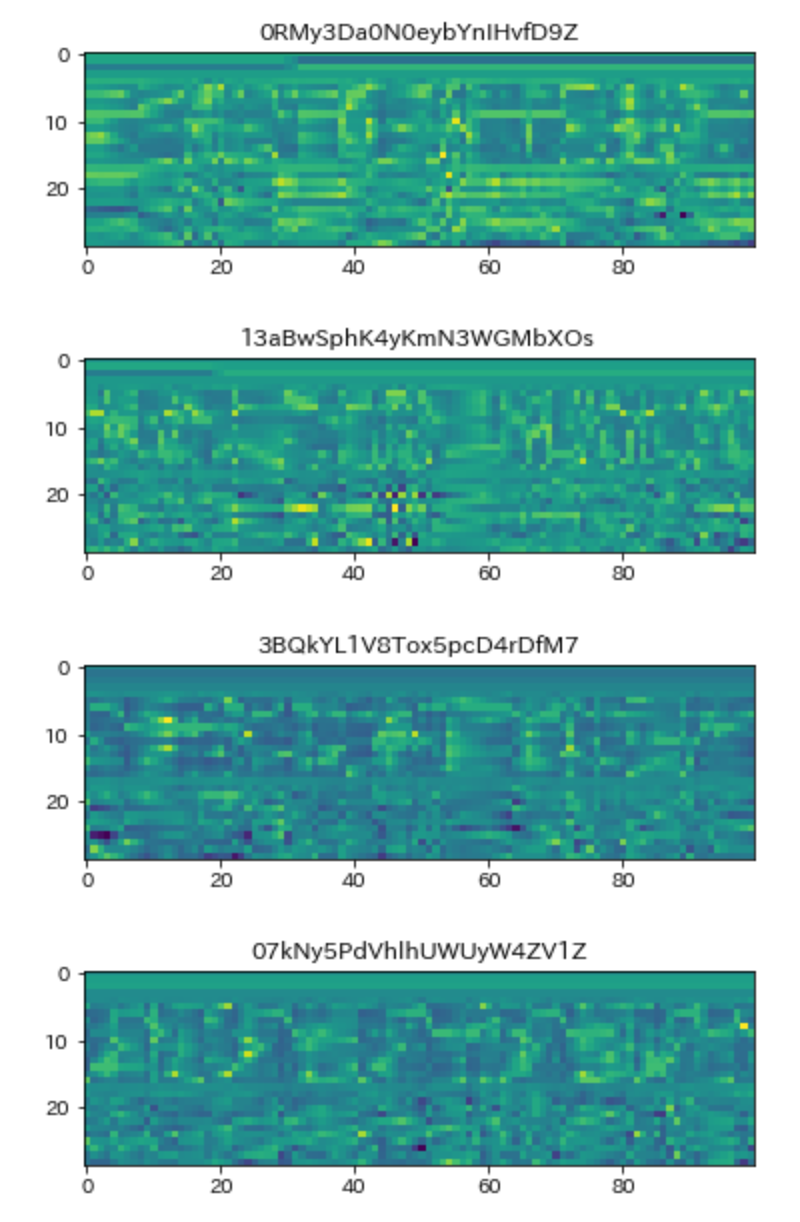 0RMy3Da0N0eybYnIHvfD9Z
0
10
20
0 20 40 60 80
13aBwSphK4yKmN3WGMbXOs
0
10
20
0 20 40 60 80
3BQkYL1V8Tox5pcD4rDfM7
0
10
20
0 20 40 60 80
07kNy5PdVhlhUWUyW4ZV1Z
0
10
20
0 20 40 60 80